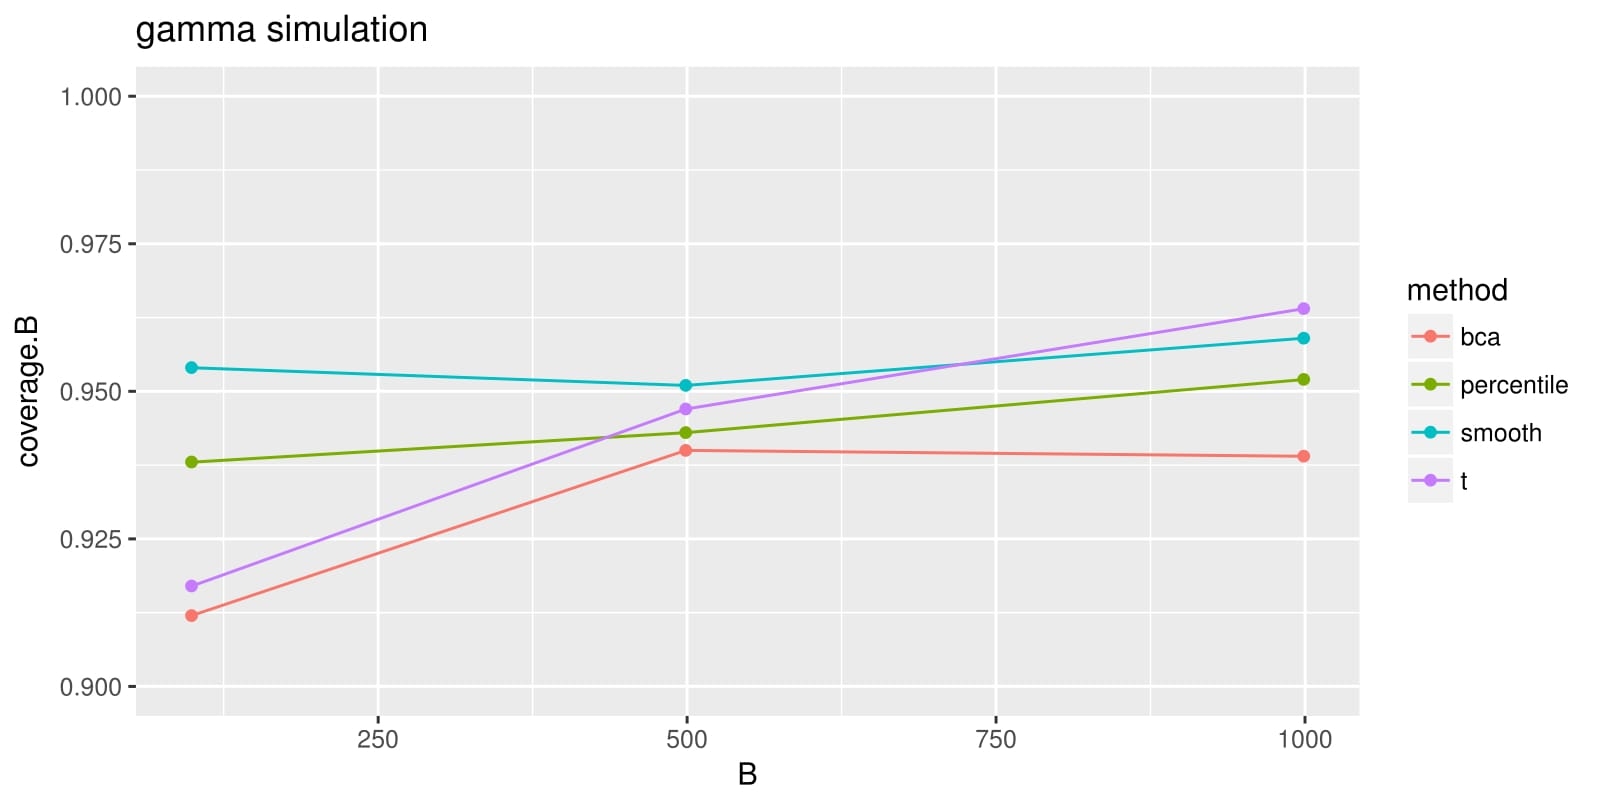 gamma simulation
1.000
0.975
0.950
0.925
0.900
coverage.B
250 500 750 1000
B
method
bca
percentile
smooth
t